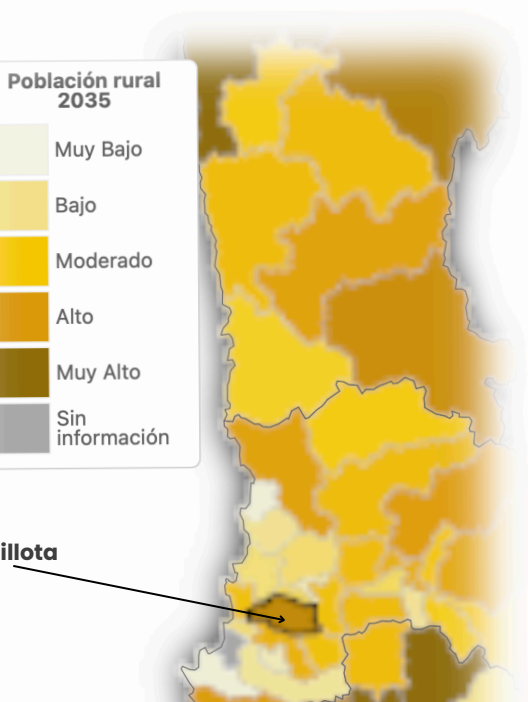 Población rural
2035
Muy Bajo
Bajo
Moderado
Alto
Muy Alto
Sin
información
illota